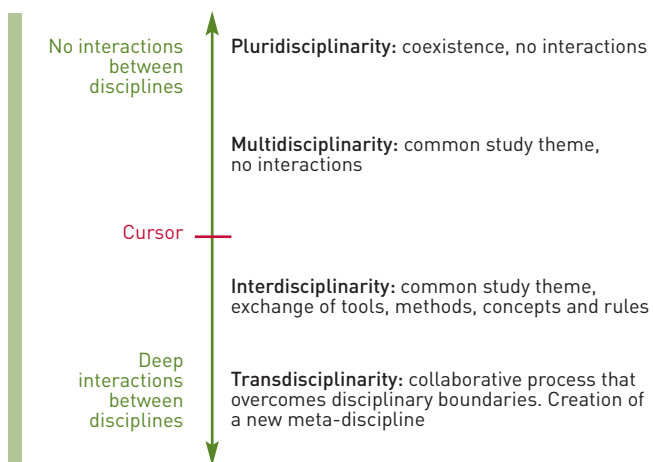 No interactions
between
disciplines
Pluridisciplinarity: coexistence, no interactions
Multidisciplinarity: common study theme,
no interactions
Cursor
Interdisciplinarity: common study theme,
exchange of tools, methods, concepts and rules
Deep
interactions
between
disciplines
Transdisciplinarity: collaborative process that
overcomes disciplinary boundaries. Creation of
a new meta-discipline